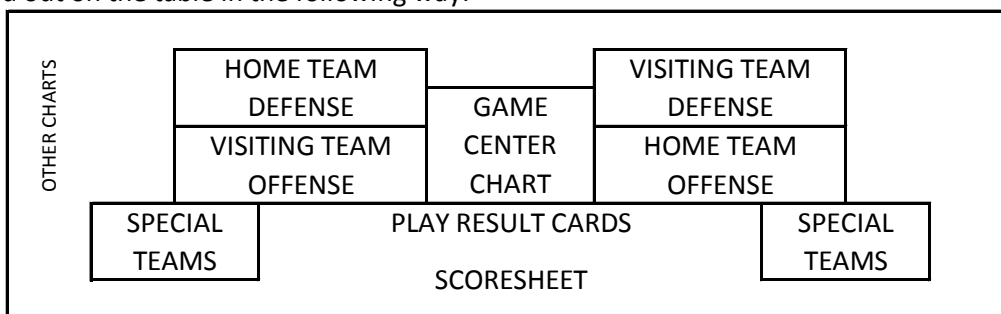 out on the table in the following way:
OTHER CHARTS
HOME TEAM
DEFENSE
VISITING TEAM
OFFENSE
GAME
CENTER
CHART
VISITING TEAM
DEFENSE
HOME TEAM
OFFENSE
SPECIAL
TEAMS
PLAY RESULT CARDS
SCORESHEET
SPECIAL
TEAMS